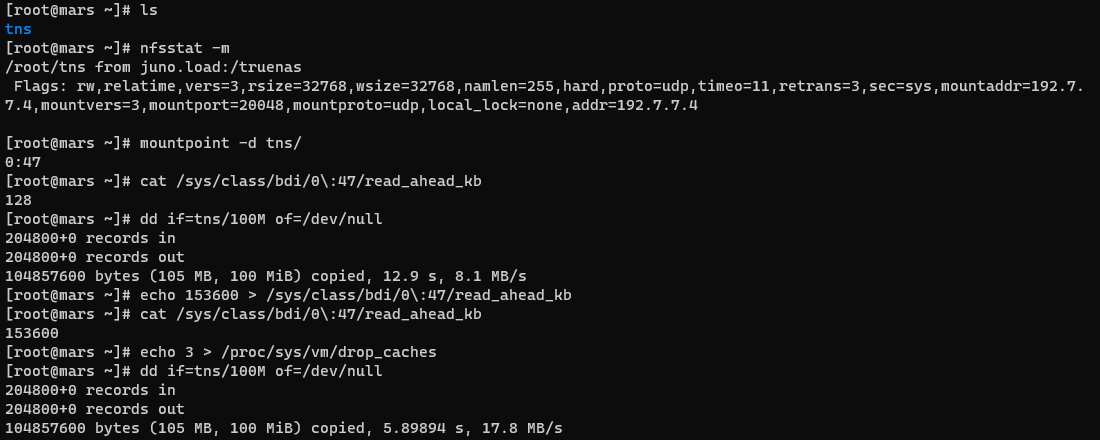 [root@mars ~]# ls
tns
[root@mars ~]# nfsstat -m
/root/tns from juno.load:/truenas
 Flags: rw,relatime,vers=3,rsize=32768,wsize=32768,namlen=255,hard,proto=udp,timeo=11,retrans=3,sec=sys,mountaddr=192.7.
7.4,mountvers=3,mountport=20048,mountproto=udp,local_lock=none,addr=192.7.7.4

[root@mars ~]# mountpoint -d tns/
0:47
[root@mars ~]# cat /sys/class/bdi/0\:47/read_ahead_kb
128
[root@mars ~]# dd if=tns/100M of=/dev/null
204800+0 records in
204800+0 records out
104857600 bytes (105 MB, 100 MiB) copied, 12.9 s, 8.1 MB/s
[root@mars ~]# echo 153600 > /sys/class/bdi/0\:47/read_ahead_kb
[root@mars ~]# cat /sys/class/bdi/0\:47/read_ahead_kb
153600
[root@mars ~]# echo 3 > /proc/sys/vm/drop_caches
[root@mars ~]# dd if=tns/100M of=/dev/null
204800+0 records in
204800+0 records out
104857600 bytes (105 MB, 100 MiB) copied, 5.89894 s, 17.8 MB/s